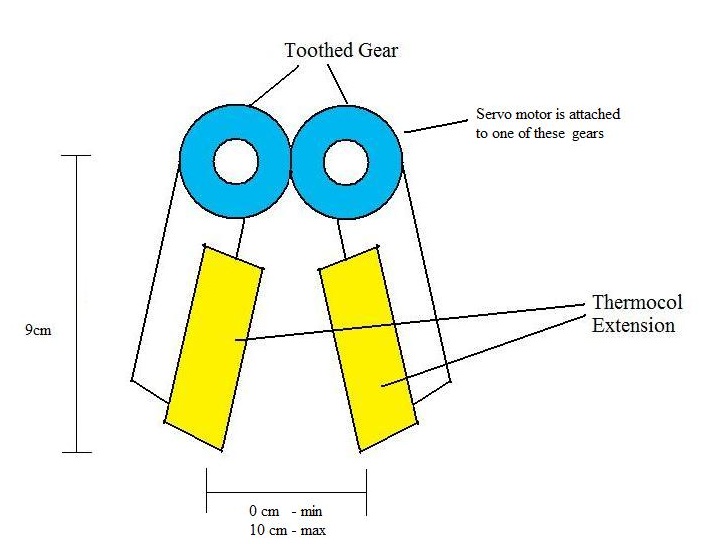 Toothed Gear
Servo motor is attached
to one of these gears
Thermocol
Extension
9cm
0 cm - min
10 cm - max